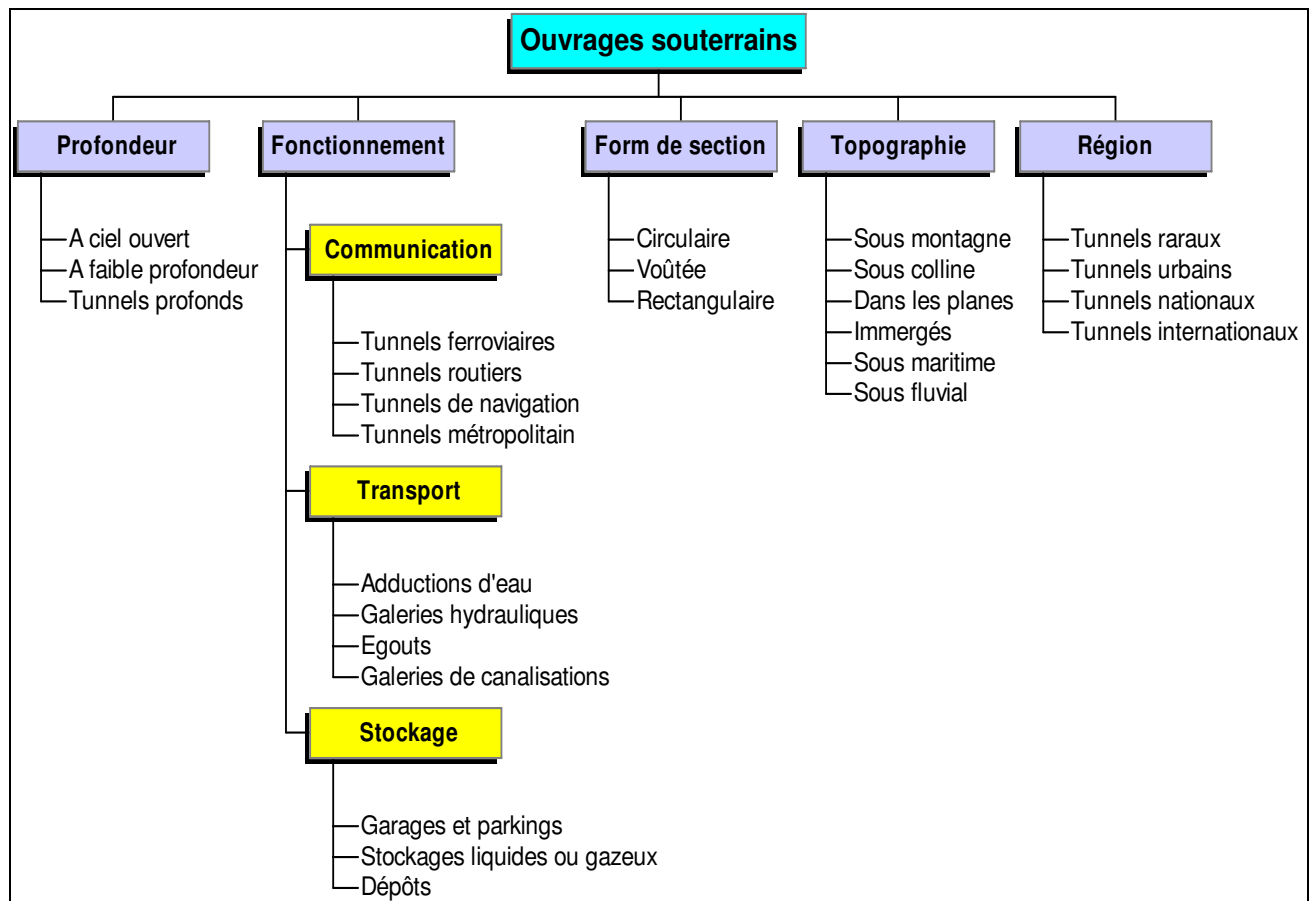 Ouvrages souterrains
Profondeur
A ciel ouvert
A faible profondeur
Tunnels profonds
Fonctionnement
Communication
Tunnels ferroviaires
Tunnels routiers
Tunnels de navigation
Tunnels métropolitain
Transport
Adductions d'eau
Galeries hydrauliques
Egouts
Galeries de canalisations
Stockage
Garages et parkings
Stockages liquides ou gazeux
Dépôts
Form de section
Circulaire
Voûtée
Rectangulaire
Topographie
Sous montagne
Sous colline
Dans les planes
Immergés
Sous maritime
Sous fluvial
Région
Tunnels raraux
Tunnels urbains
Tunnels nationaux
Tunnels internationaux